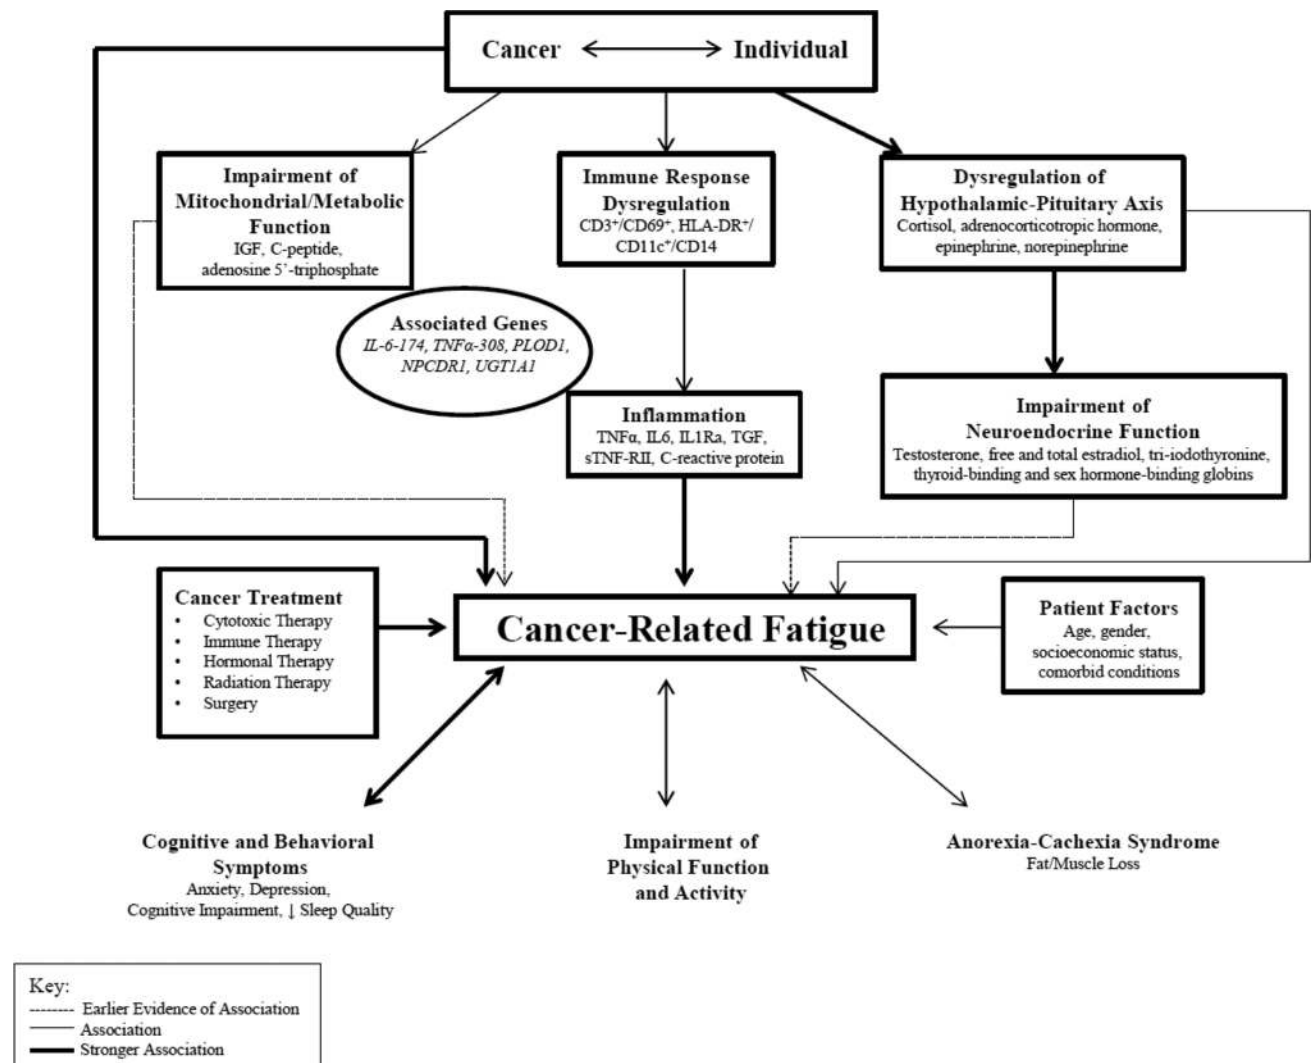 Cancer Individual
Impairment of
Mitochondrial/Metabolic
Function
IGF, C-peptide,
adenosine 5’-triphosphate
Immune Response
Dysregulation
CD3⁺/CD69⁺, HLA-DR⁺/
CD11c⁺/CD14
Dysregulation of
Hypothalamic-Pituitary Axis
Cortisol, adrenocorticotropic hormone,
epinephrine, norepinephrine
Associated Genes
IL-6-174, TNFα-308, PLOD1,
NPCDR1, UGT1A1
Inflammation
TNFα, IL6, IL1Ra, TGF,
sTNF-RII, C-reactive protein
Impairment of
Neuroendocrine Function
Testosterone, free and total estradiol, tri-iodothyronine,
thyroid-binding and sex hormone-binding globins
Cancer Treatment
• Cytotoxic Therapy
• Immune Therapy
• Hormonal Therapy
• Radiation Therapy
• Surgery
Cancer-Related Fatigue
Patient Factors
Age, gender,
socioeconomic status,
comorbid conditions
Cognitive and Behavioral
Symptoms
Anxiety, Depression,
Cognitive Impairment, ↓ Sleep Quality
Impairment of
Physical Function
and Activity
Anorexia-Cachexia Syndrome
Fat/Muscle Loss
Key:
Earlier Evidence of Association
Association
Stronger Association